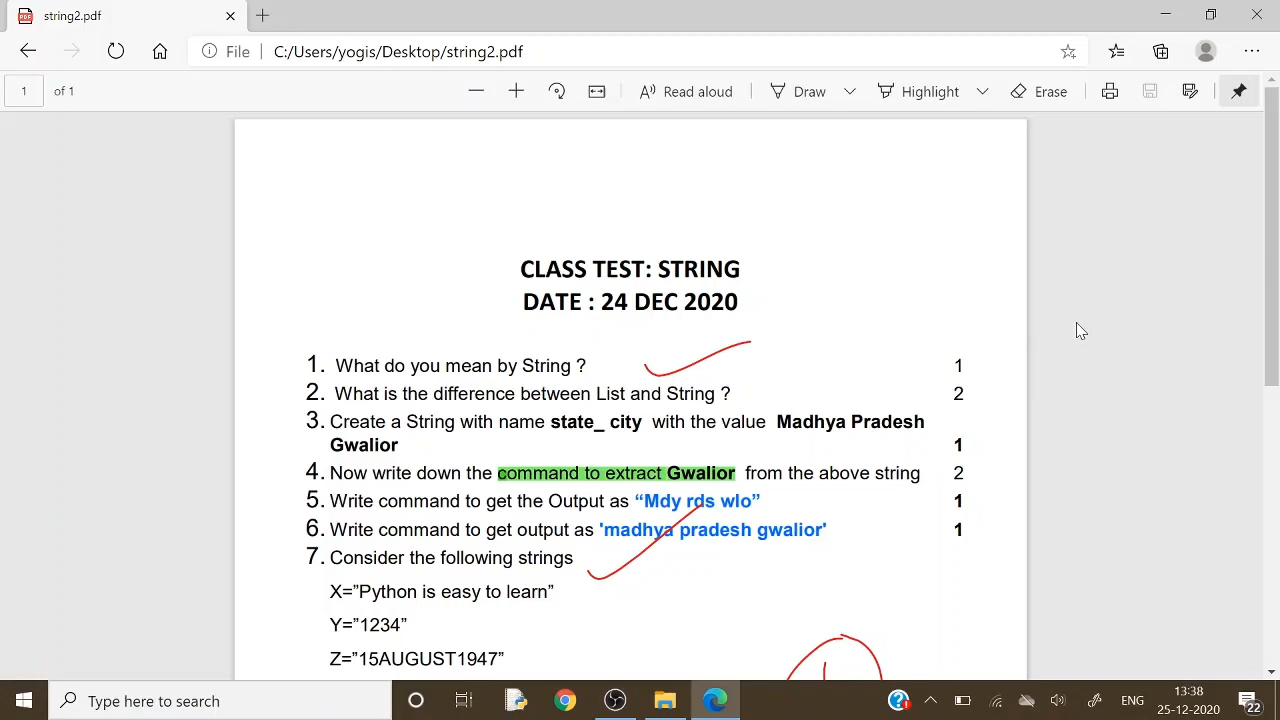 string2.pdf
File C:/Users/yogis/Desktop/string2.pdf
1 of 1 Read aloud Draw Highlight Erase
CLASS TEST: STRING
DATE : 24 DEC 2020
1. What do you mean by String ? 1
2. What is the difference between List and String ? 2
3. Create a String with name state_ city with the value Madhya Pradesh
Gwalior 1
4. Now write down the command to extract Gwalior from the above string 2
5. Write command to get the Output as “Mdy rds wlo” 1
6. Write command to get output as 'madhya pradesh gwalior' 1
7. Consider the following strings
X=”Python is easy to learn”
Y=”1234”
Z=”15AUGUST1947”
Type here to search
ENG
13:38
25-12-2020
22